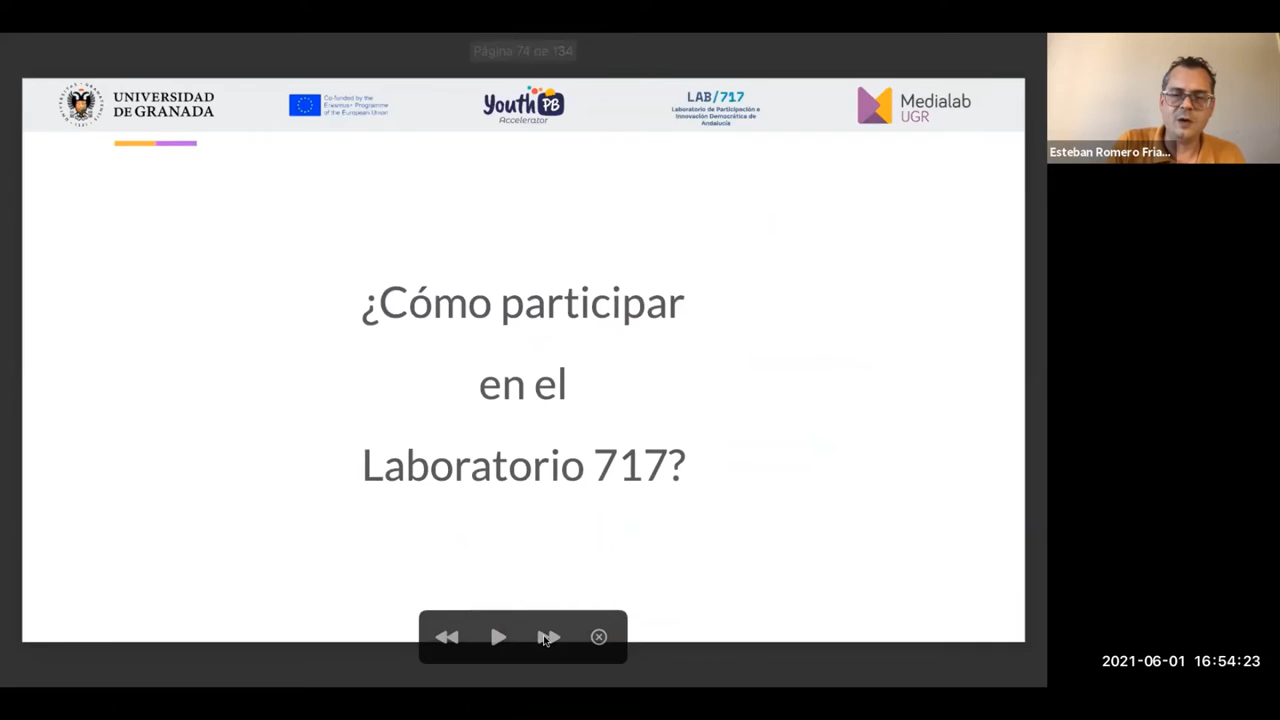 Página 74 de 134
UNIVERSIDAD
DE GRANADA
Co-funded by the
Erasmus+ Programme
of the European Union
Youth PB
Accelerator
LAB/717
Laboratorio de Participación e
Innovación Democrática de
Andalucía
Medialab
UGR
Esteban Romero Fría...
¿Cómo participar
en el
Laboratorio 717?
2021-06-01 16:54:23